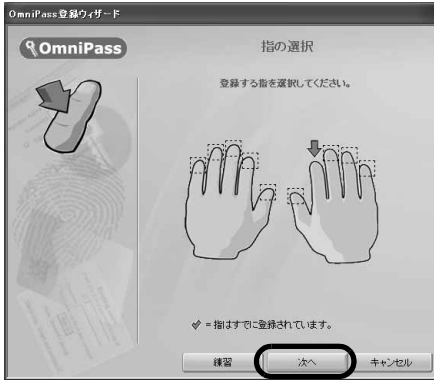 OmniPass登録ウィザード
OmniPass
指の選択
登録する指を選択してください。
= 指はすでに登録されています。
練習
次へ
キャンセル